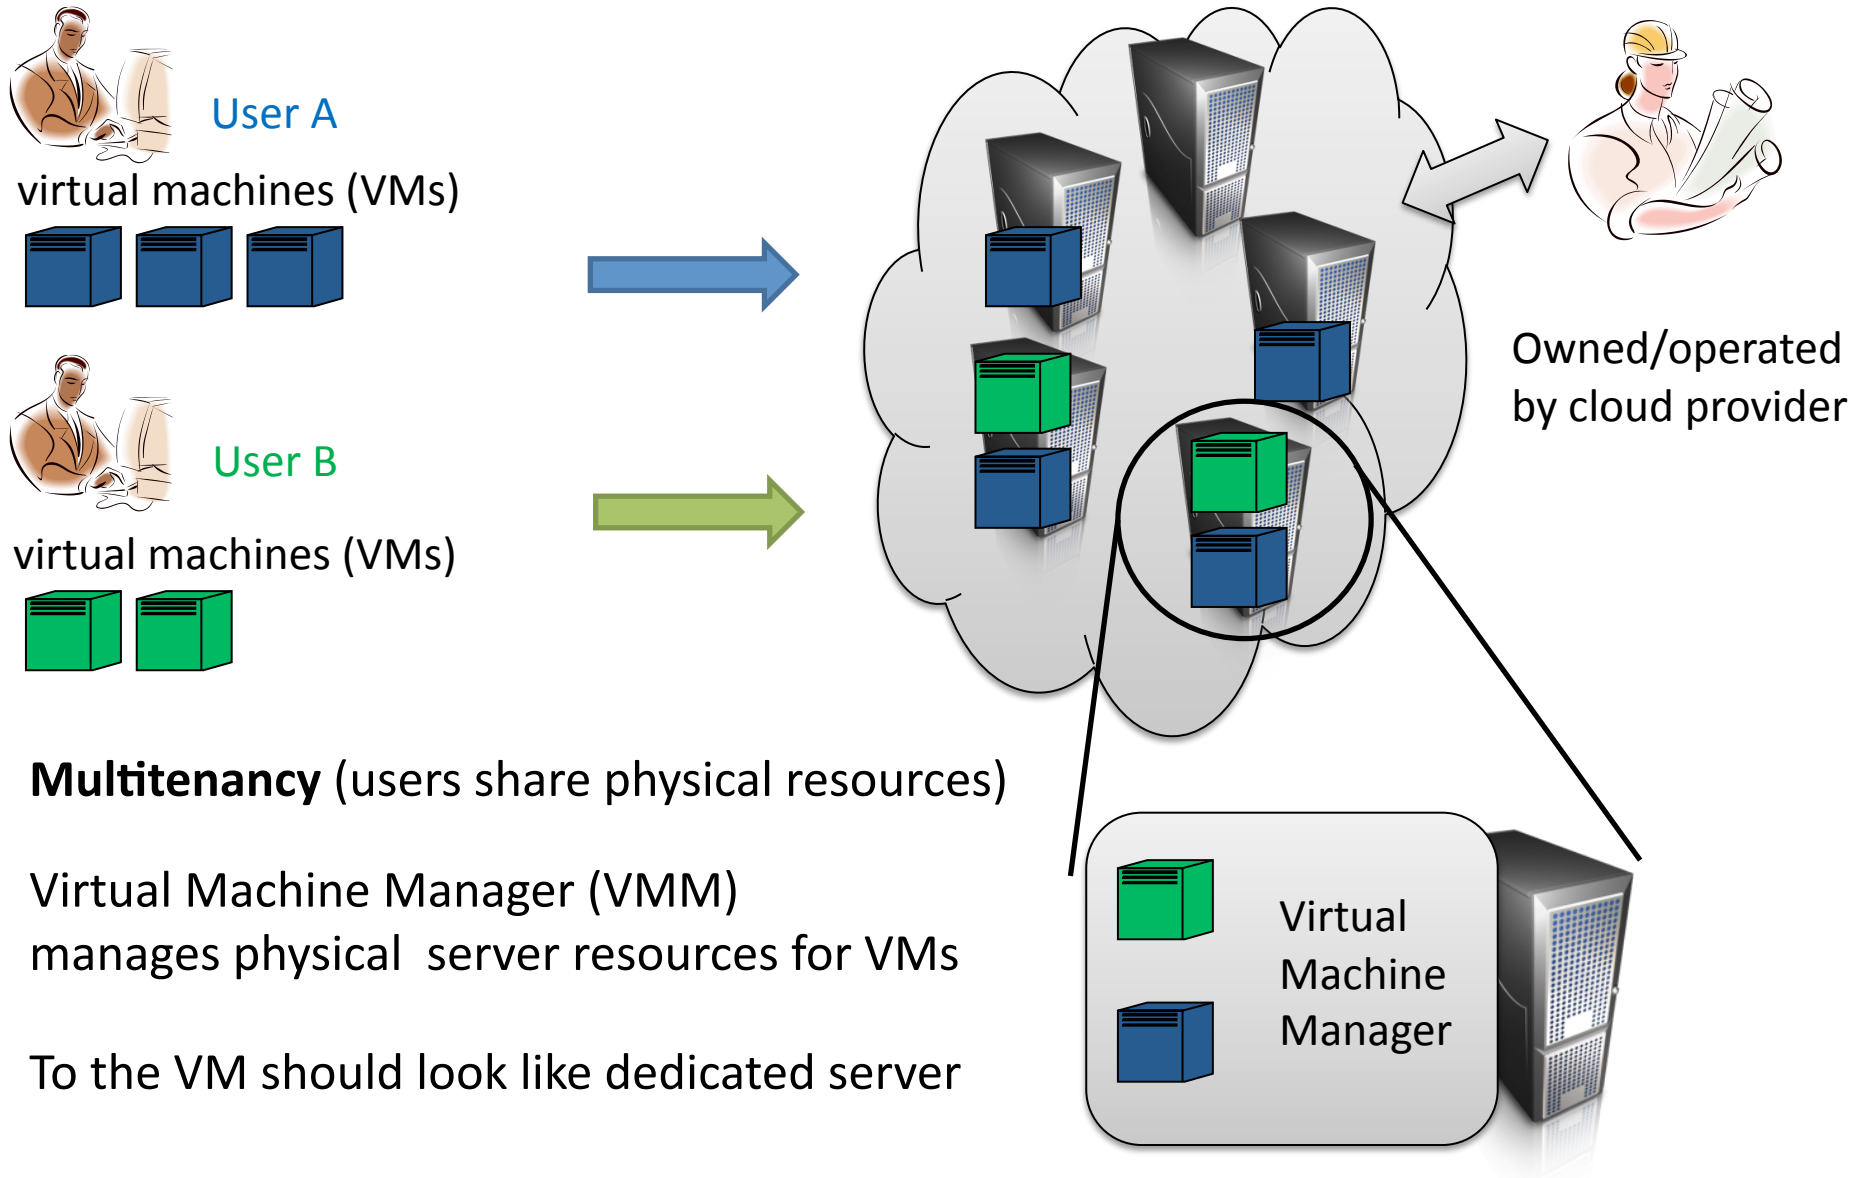 User A
virtual machines (VMs)
User B
virtual machines (VMs)
Owned/operated
by cloud provider
Multitenancy (users share physical resources)
Virtual Machine Manager (VMM)
manages physical  server resources for VMs
To the VM should look like dedicated server
Virtual
Machine
Manager